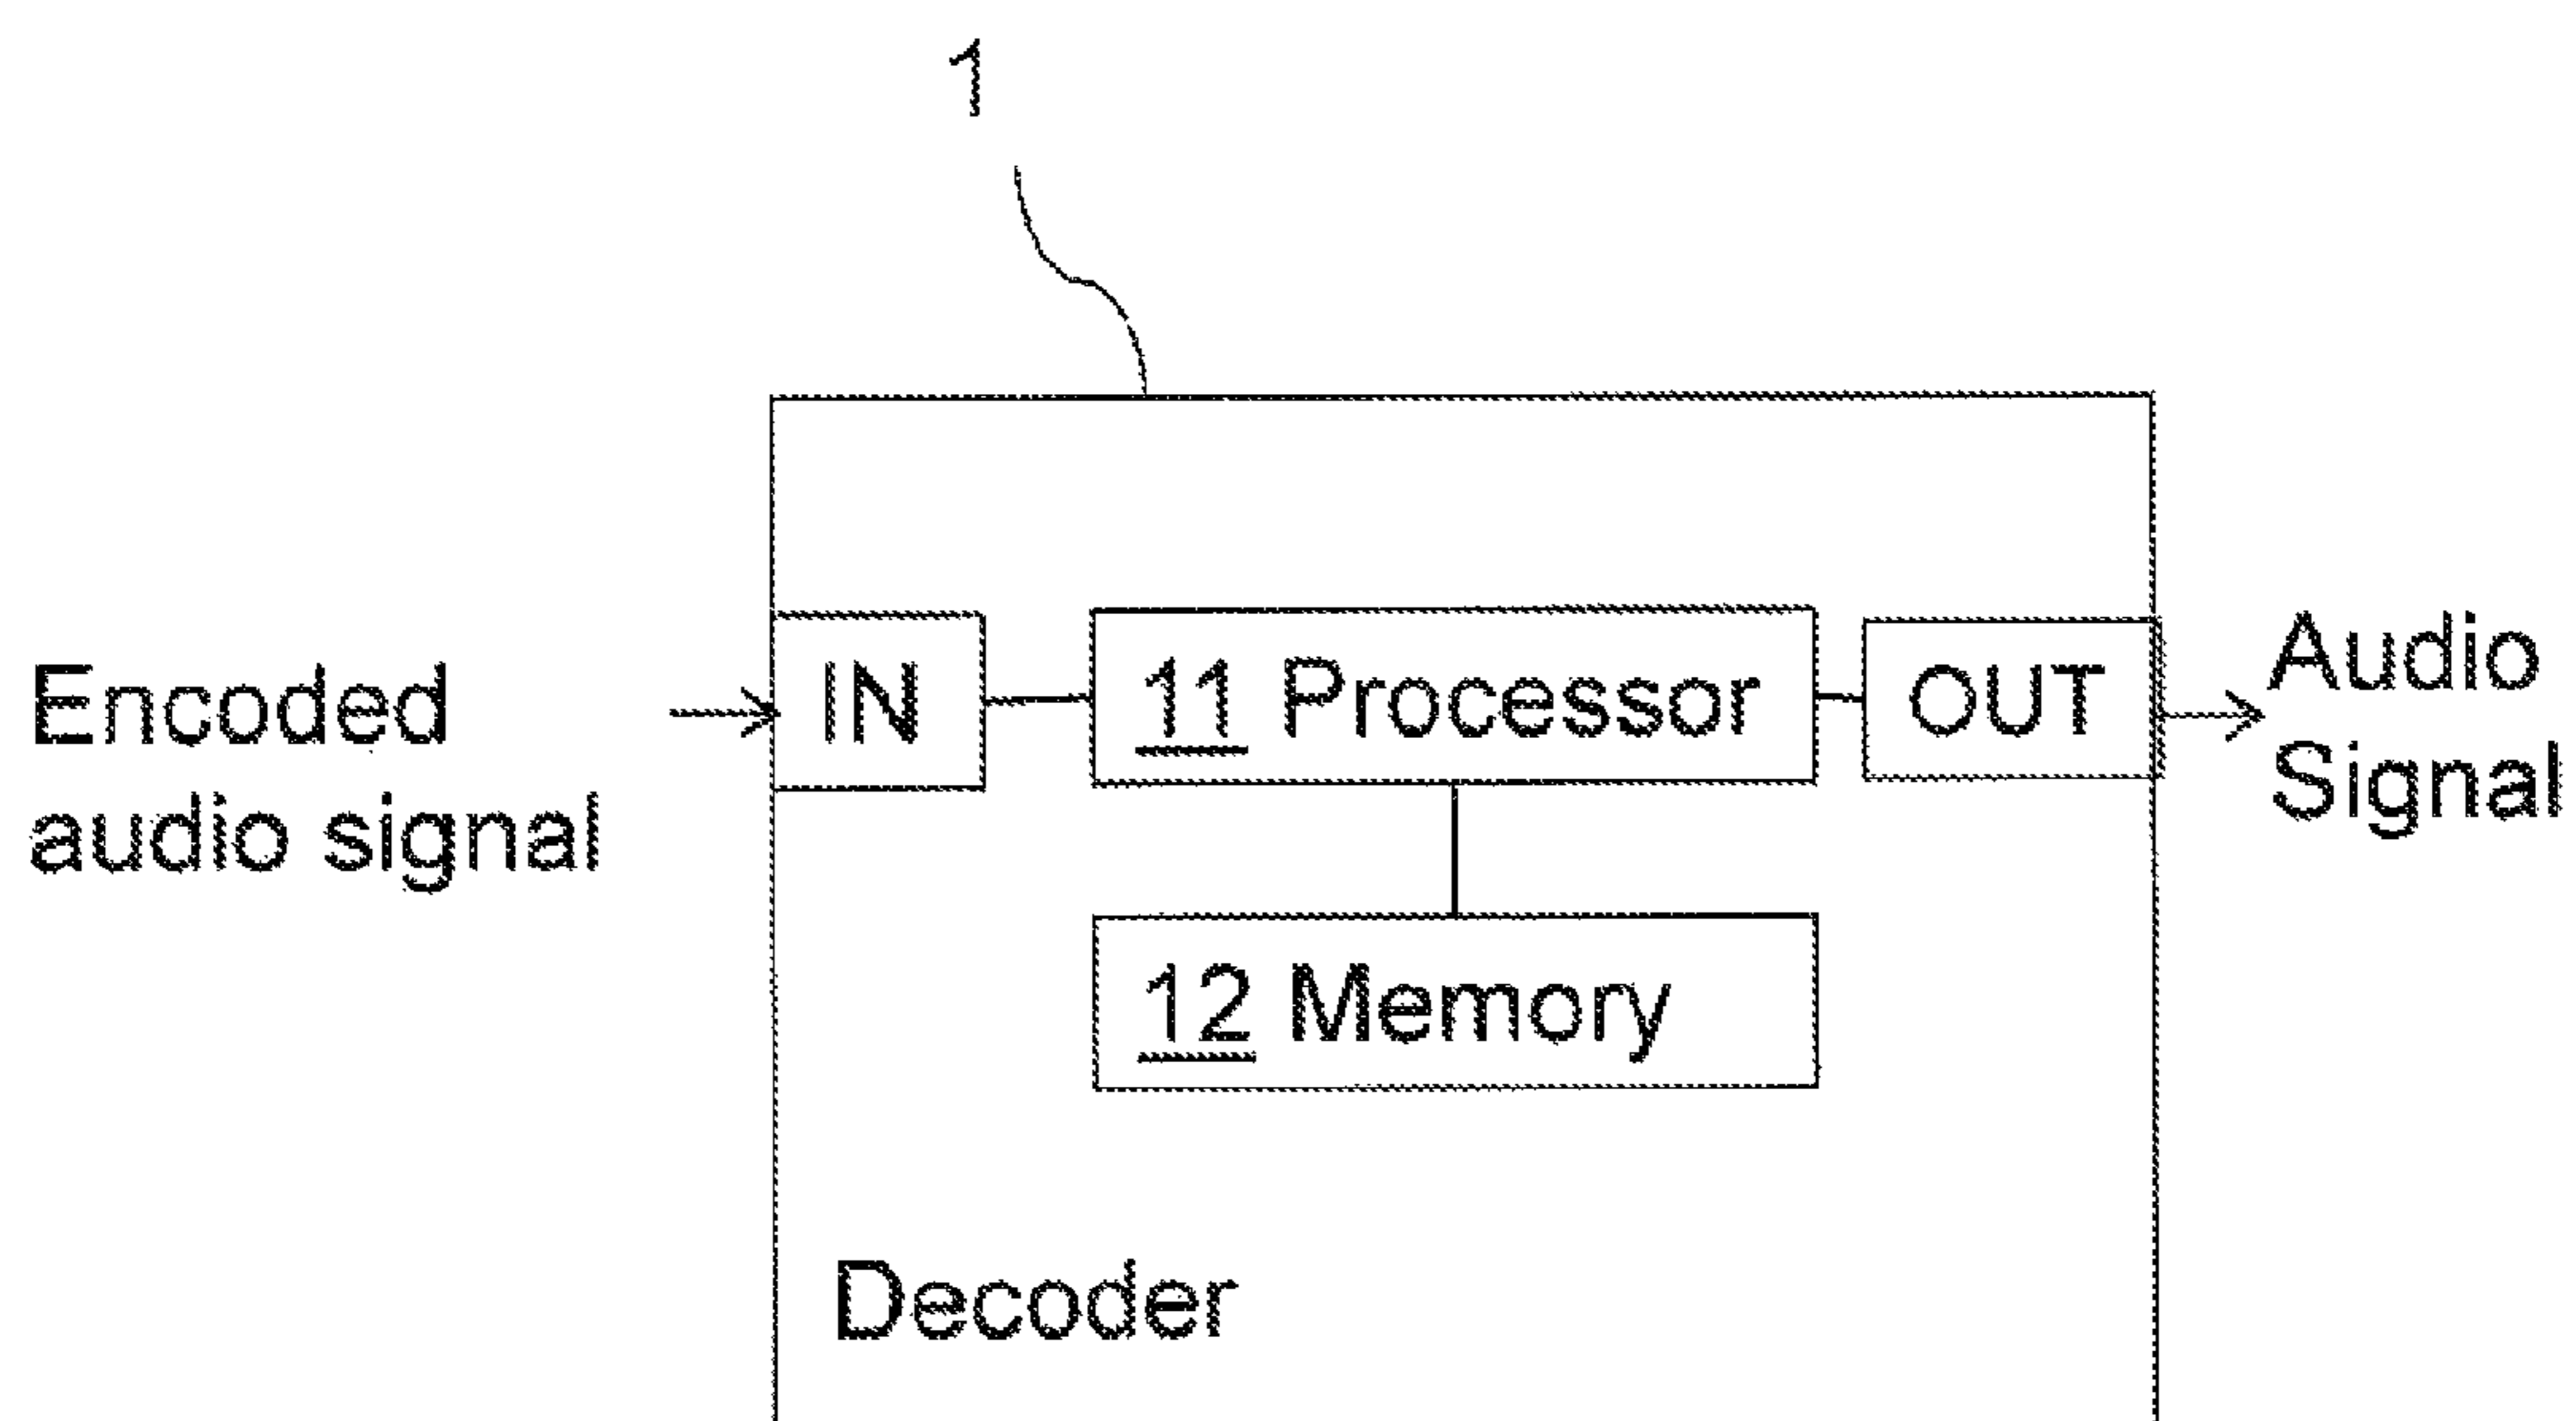 1
Encoded
audio signal
IN
11 Processor
OUT
Audio
Signal
12 Memory
Decoder